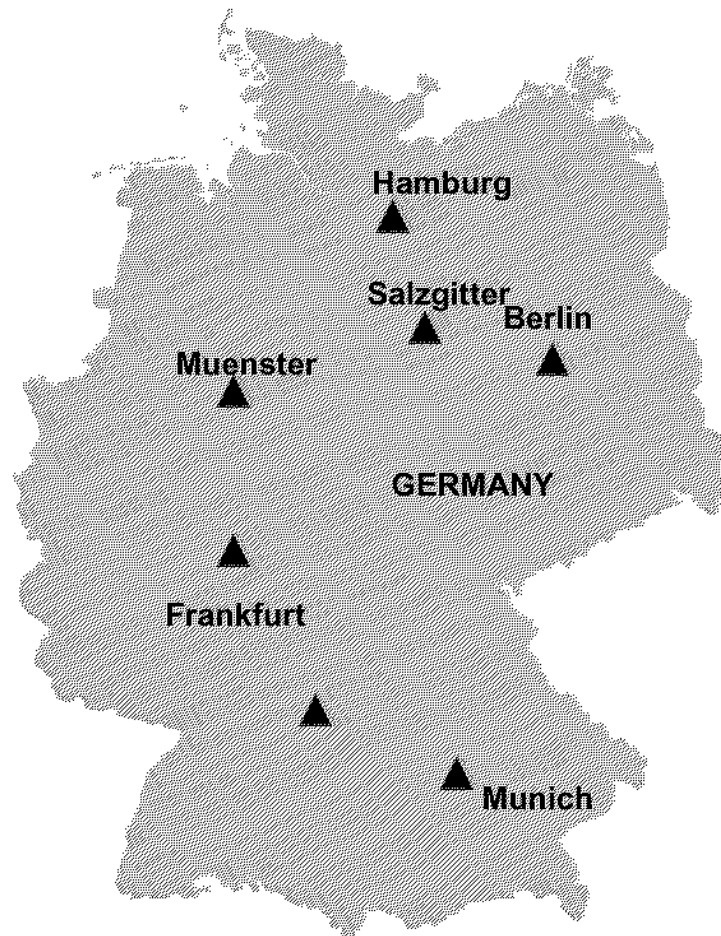 Hamburg
Salzgitter
Berlin
Muenster
GERMANY
Frankfurt
Munich